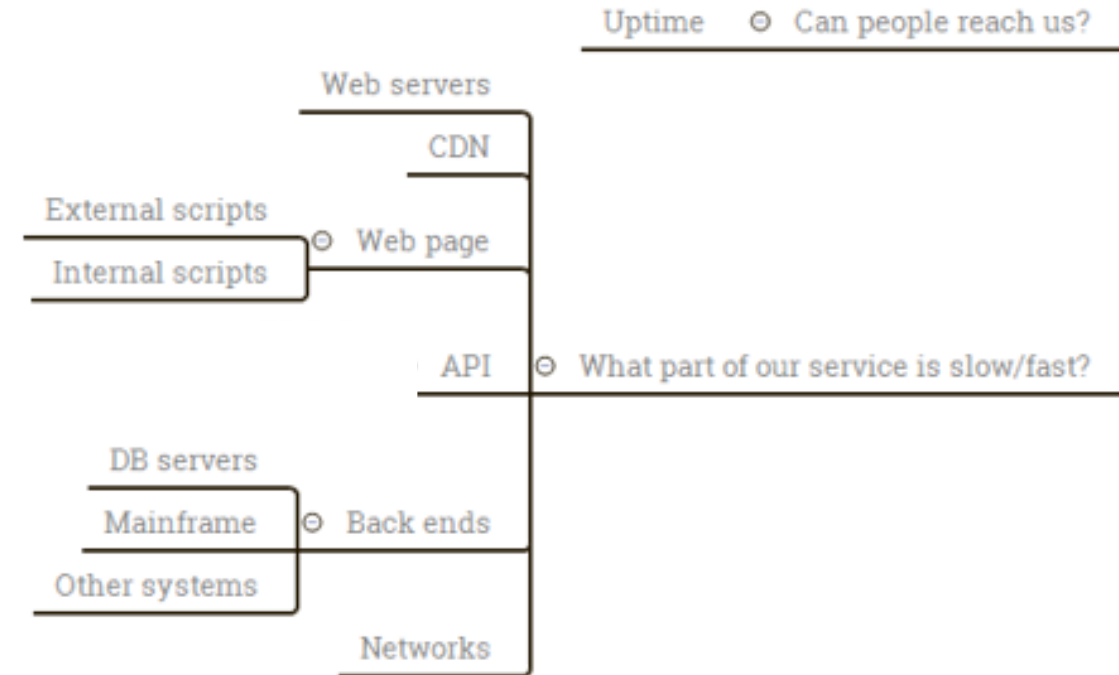 Uptime
Can people reach us?
Web servers
CDN
External scripts
Web page
Internal scripts
API
What part of our service is slow/fast?
DB servers
Mainframe
Back ends
Other systems
Networks